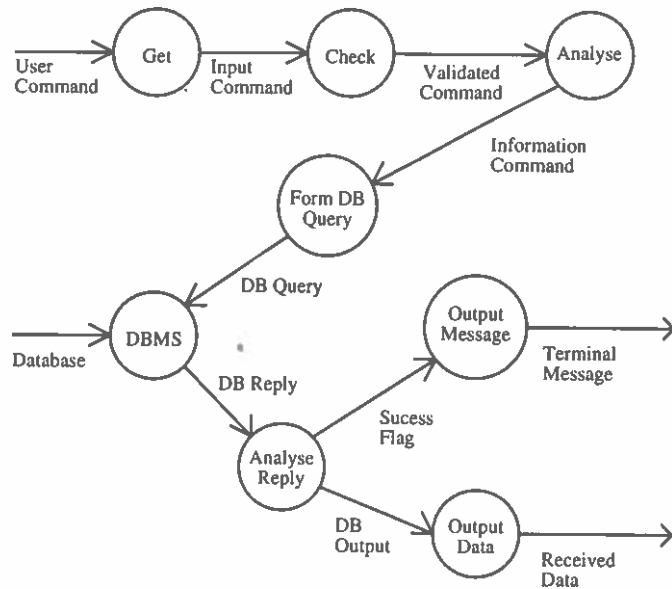 Get
Check
Analyse
User
Command
Input
Command
Validated
Command
Information
Command
Form DB
Query
DB Query
Database
DBMS
Output
Message
Terminal
Message
DB Reply
Sucess
Flag
Analyse
Reply
DB
Output
Output
Data
Received
Data